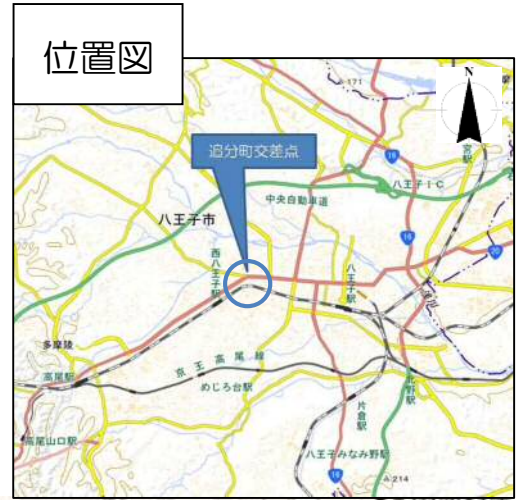 位置図
171
N
16
宮駅
追分町交差点
八王子IC
中央自動車道
八王子市
16
20
西八王子駅
八王子駅
多摩陵
高尾駅
京王高尾線
めじろ台駅
北野駅
片倉駅
高尾山口駅
八王子みなみ野駅
16
214